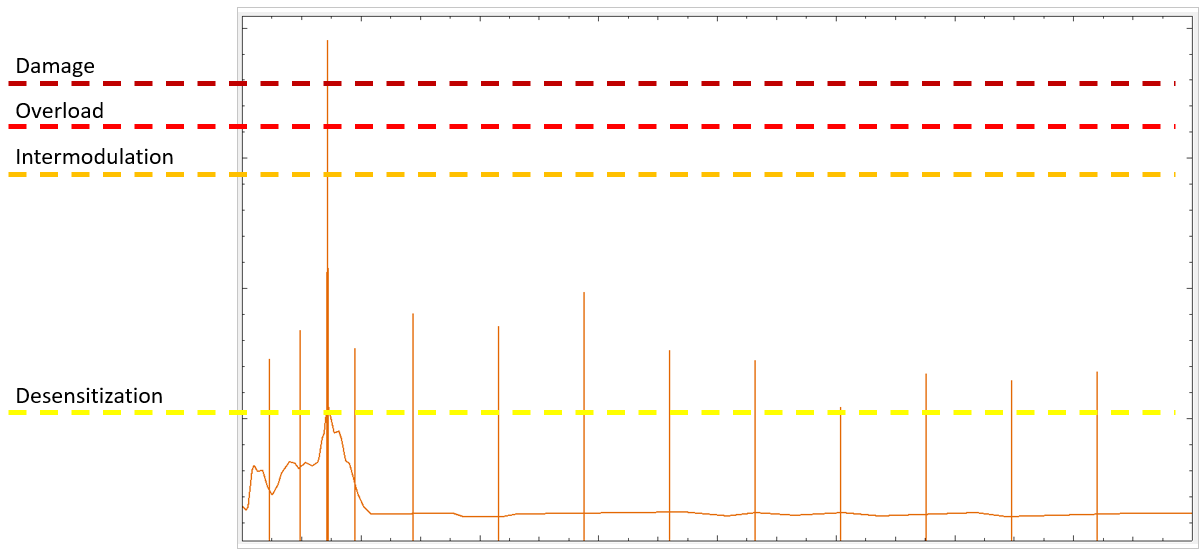 Damage
Overload
Intermodulation
Desensitization